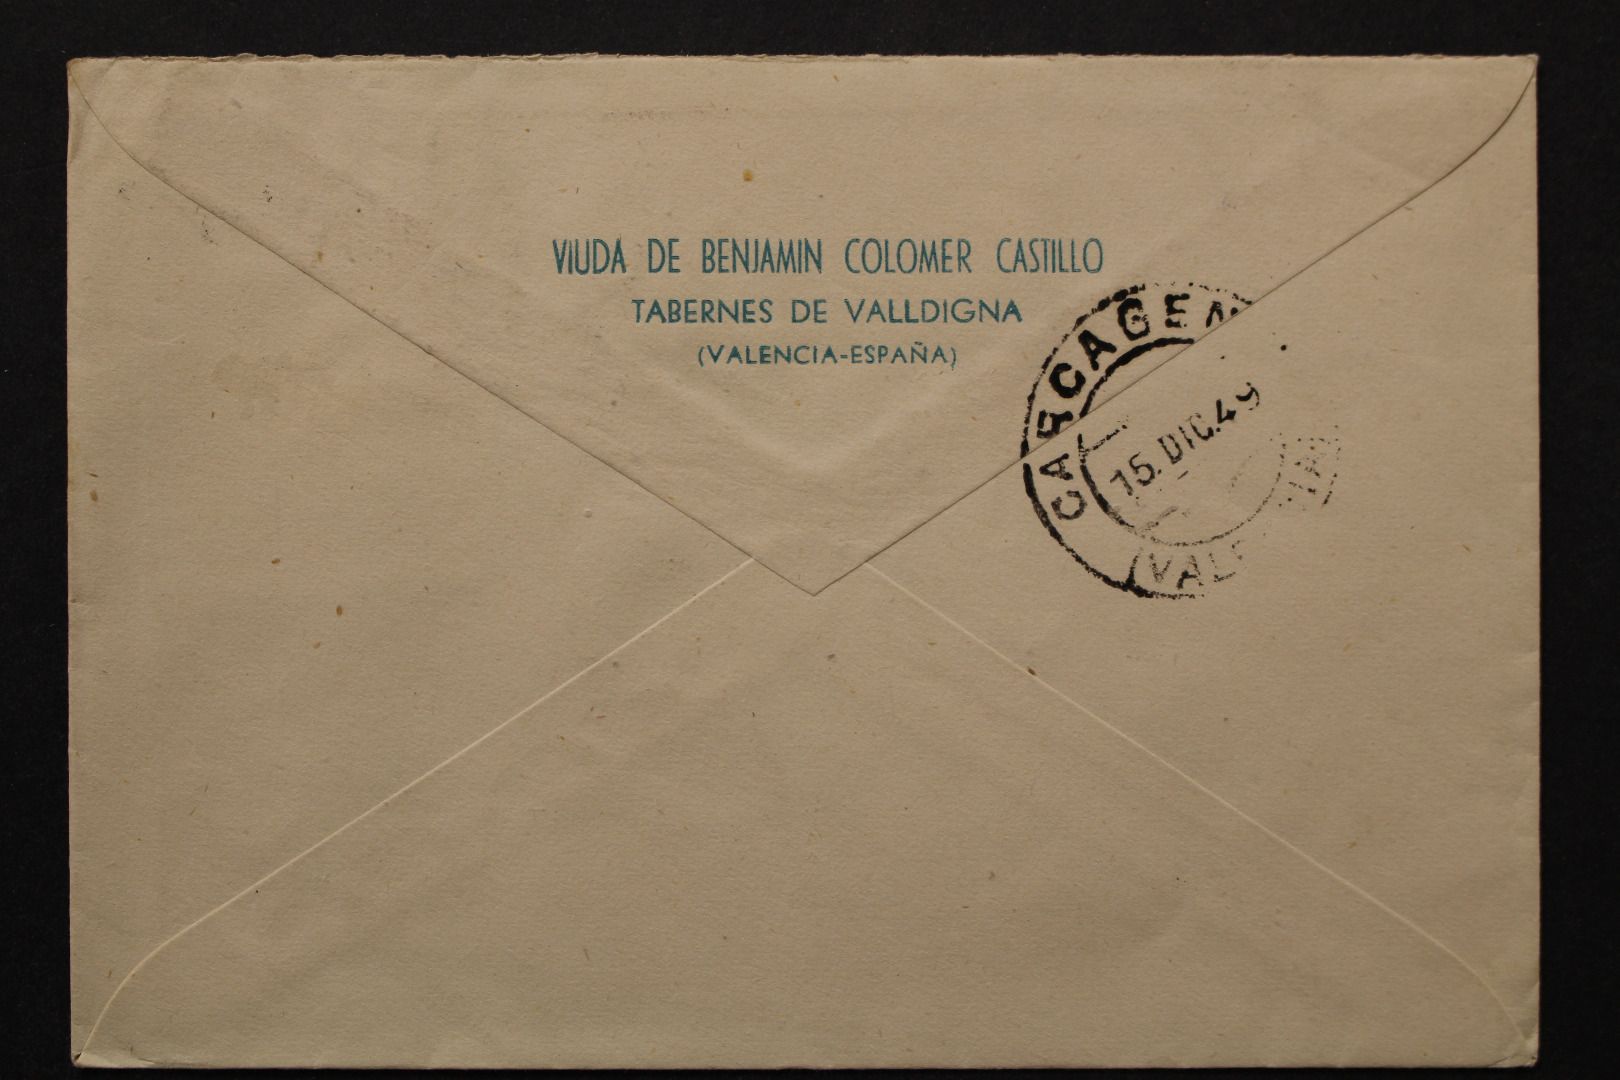 VIUDA DE BENJAMIN COLOMER CASTILLO
TABERNES DE VALLDIGNA
(VALENCIA-ESPAÑA)
CARCAGEN
15. DIC. 49